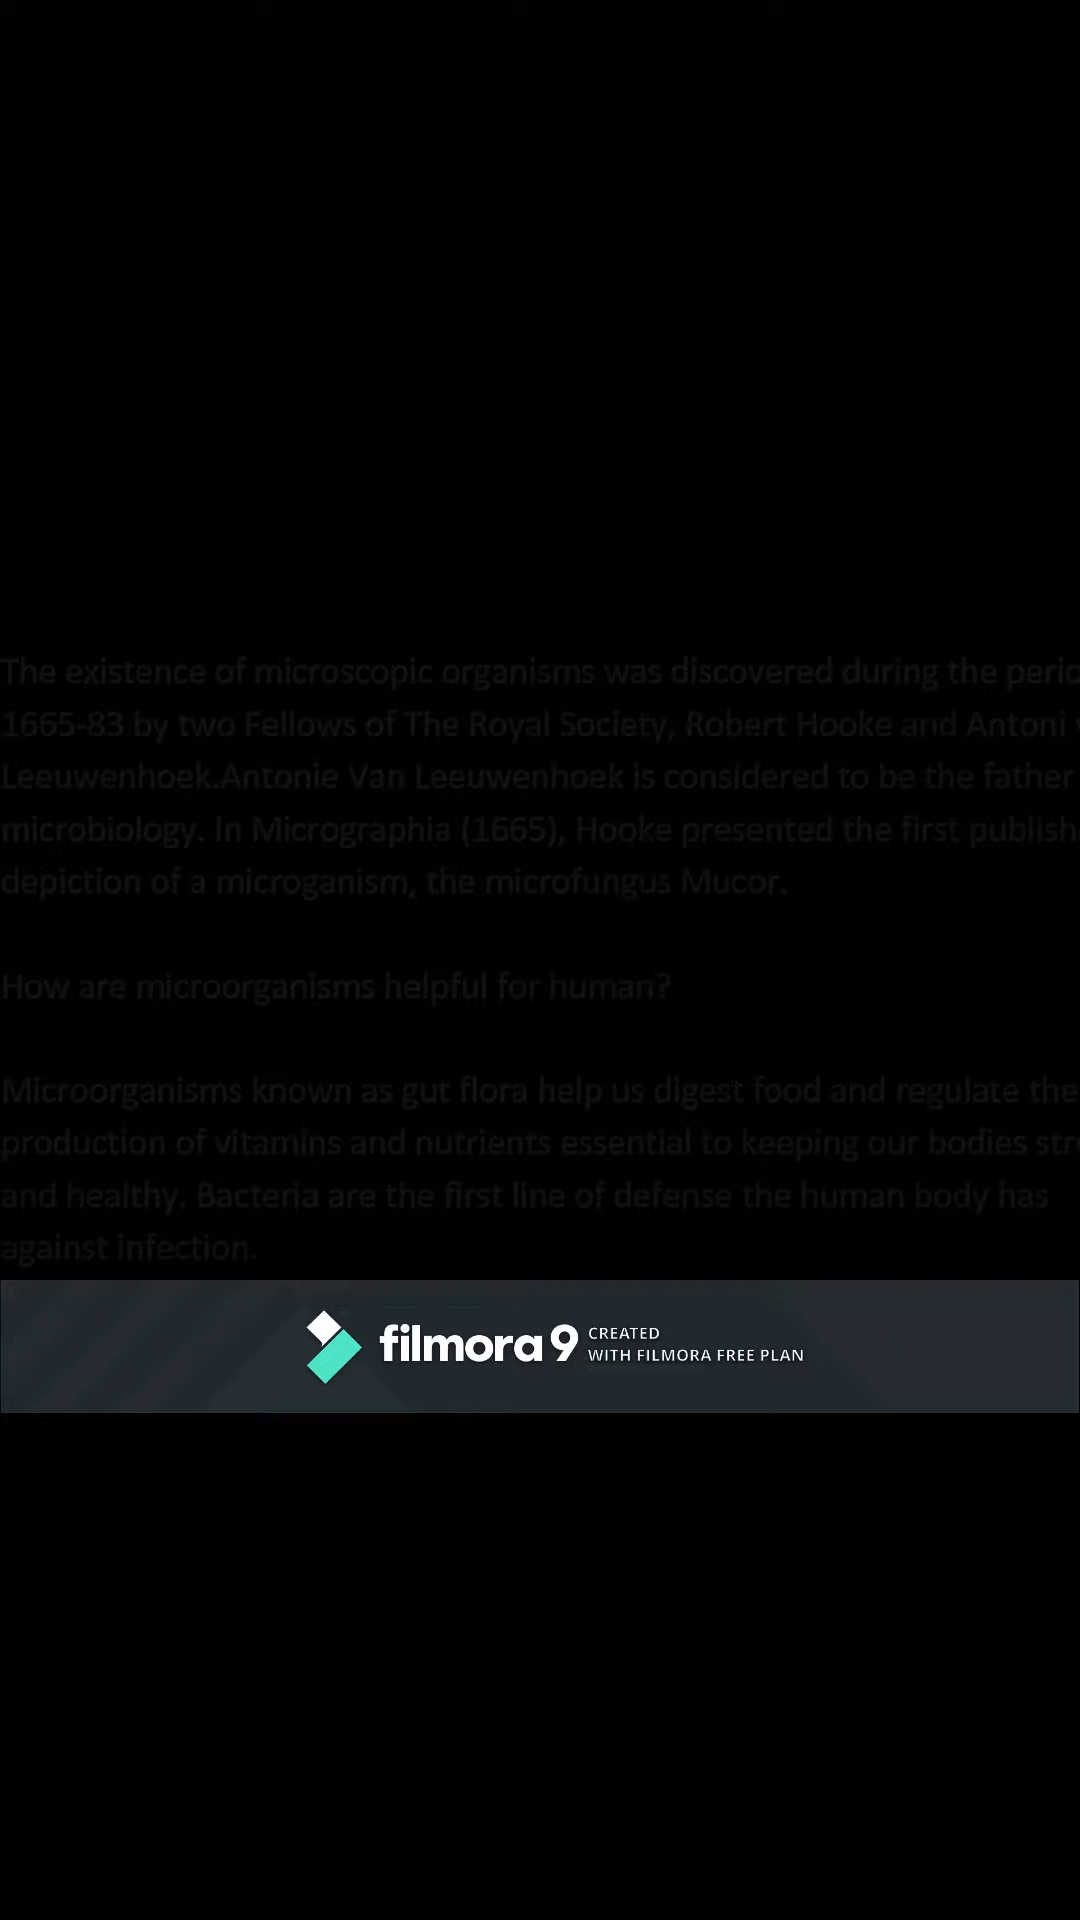 The existence of microscopic organisms was discovered during the perio
1665-83 by two Fellows of The Royal Society, Robert Hooke and Antoni
Leeuwenhoek.Antonie Van Leeuwenhoek is considered to be the father
microbiology. In Micrographia (1665), Hooke presented the first publish
depiction of a microganism, the microfungus Mucor.
How are microorganisms helpful for human?
Microorganisms known as gut flora help us digest food and regulate the
production of vitamins and nutrients essential to keeping our bodies stro
and healthy. Bacteria are the first line of defense the human body has
against infection.
filmora 9 CREATED
WITH FILMORA FREE PLAN